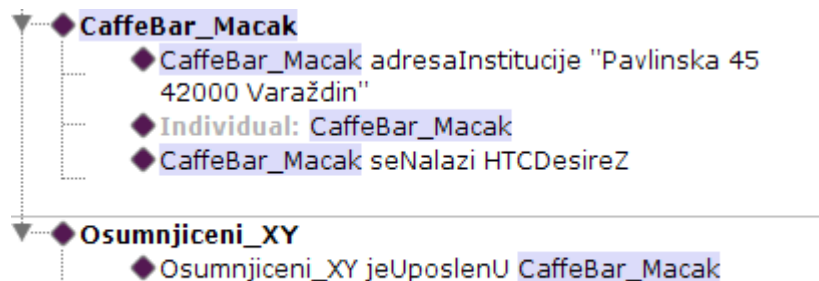 CaffeBar_Macak
CaffeBar_Macak adresaInstitucije "Pavlinska 45
42000 Varaždin"
Individual: CaffeBar_Macak
CaffeBar_Macak seNalazi HTCDesireZ
Osumnjiceni_XY
Osumnjiceni_XY jeUposlenU CaffeBar_Macak